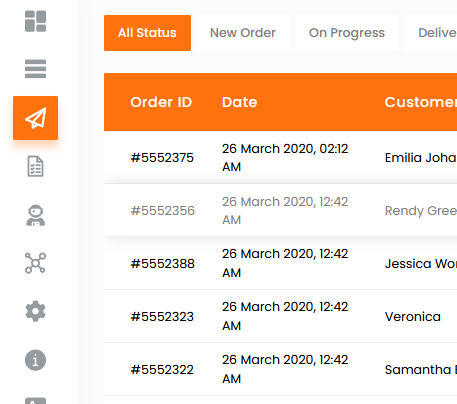 All Status New Order On Progress Delive
Order ID Date Customer
#5552375 26 March 2020, 02:12 AM Emilia Joha
#5552356 26 March 2020, 12:42 AM Rendy Gree
#5552388 26 March 2020, 12:42 AM Jessica Wo
#5552323 26 March 2020, 12:42 AM Veronica
#5552322 26 March 2020, 12:42 AM Samantha